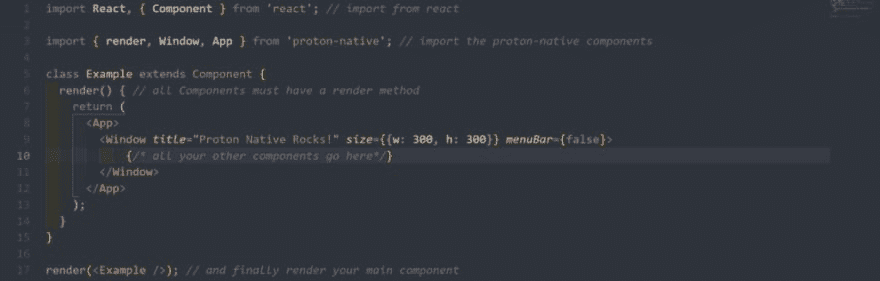 1 import React, { Component } from 'react'; // import from react
2
3 import { render, Window, App } from 'proton-native'; // import the proton-native components
4
5 class Example extends Component {
6   render() { // all Components must have a render method
7     return (
8       <App>
9         <Window title="Proton Native Rocks!" size={{w: 300, h: 300}} menuBar={false}>
10           {/* all your other components go here*/}
11         </Window>
12       </App>
13     );
14   }
15 }
16
17 render(<Example />); // and finally render your main component